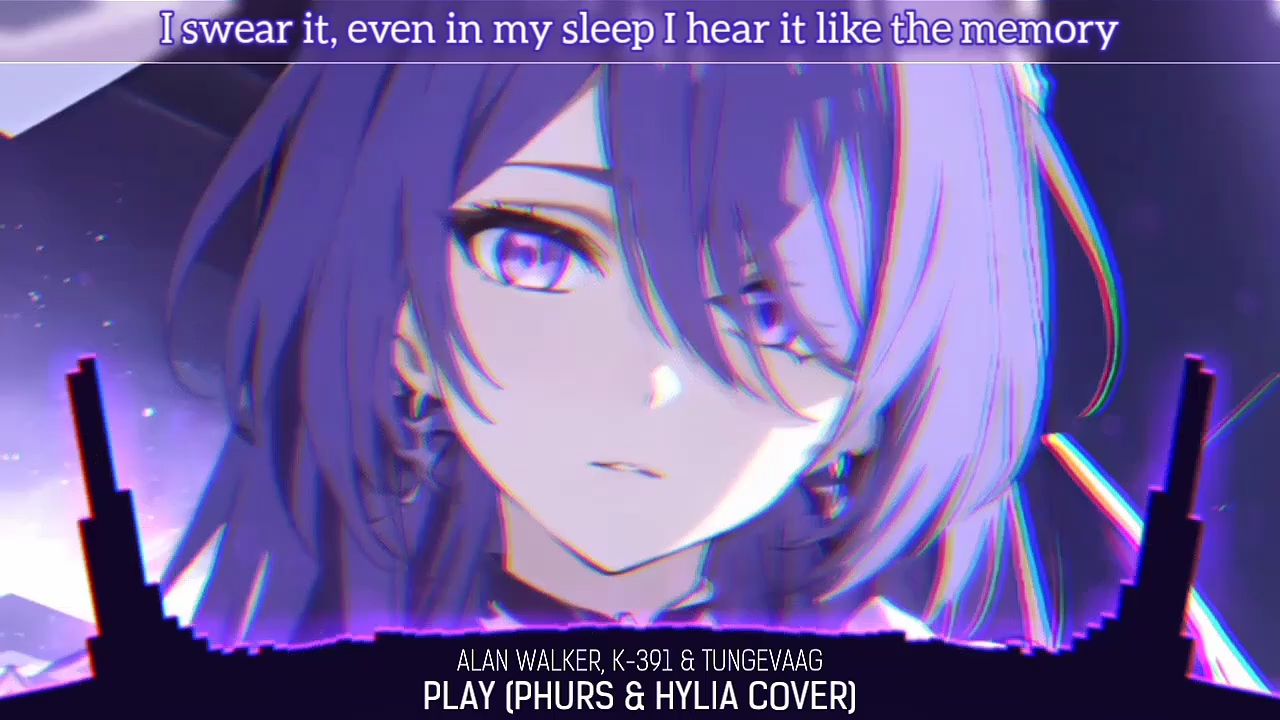 I swear it, even in my sleep I hear it like the memory
ALAN WALKER, K-391 & TUNGEVAAG
PLAY (PHURS & HYLIA COVER)